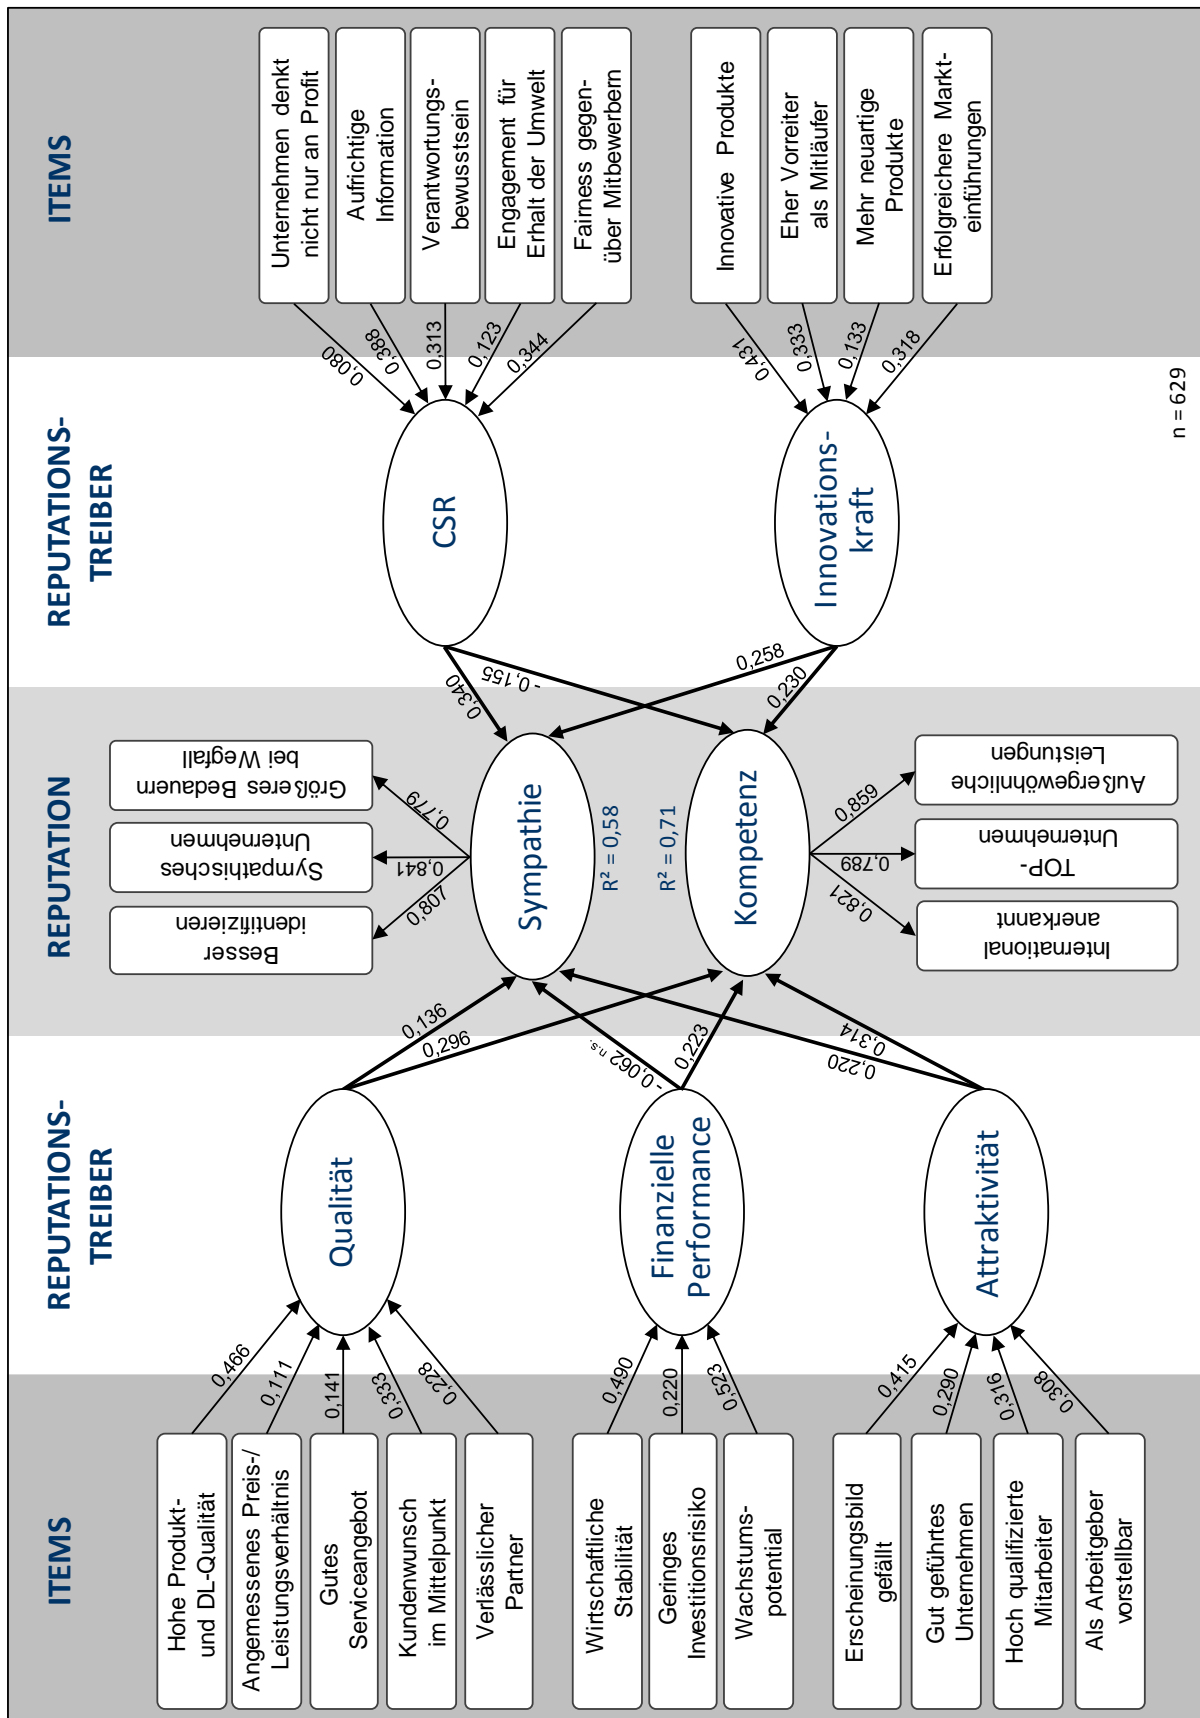 ITEMS
REPUTATIONS-
TREIBER
REPUTATION
REPUTATIONS-
TREIBER
ITEMS
Hohe Produkt-
und DL-Qualität
Angemessenes Preis-/
Leistungsverhältnis
Gutes
Serviceangebot
Kundenwunsch
im Mittelpunkt
Verlässlicher
Partner
0,466
0,111
0,141
0,333
0,228
Qualität
0,136
0,296
Wirtschaftliche
Stabilität
Geringes
Investitionsrisiko
Wachstums-
potential
0,490
0,220
0,523
Finanzielle
Performance
- 0,062 n.s.
0,223
Erscheinungsbild
gefällt
Gut geführtes
Unternehmen
Hoch qualifizierte
Mitarbeiter
Als Arbeitgeber
vorstellbar
0,415
0,290
0,316
0,308
Attraktivität
0,220
0,314
Besser
identifizieren
Sympathisches
Unternehmen
Größeres Bedauern
bei Wegfall
0,807
0,841
0,779
Sympathie
R² = 0,58
R² = 0,71
Kompetenz
0,821
0,789
0,859
International
anerkannt
TOP-
Unternehmen
Außergewöhnliche
Leistungen
0,340
- 0,155
0,258
0,230
CSR
0,080
0,388
0,313
0,123
0,344
Unternehmen denkt
nicht nur an Profit
Aufrichtige
Information
Verantwortungs-
bewusstsein
Engagement für
Erhalt der Umwelt
Fairness gegen-
über Mitbewerbern
Innovations-
kraft
0,431
0,333
0,133
0,318
Innovative Produkte
Eher Vorreiter
als Mitläufer
Mehr neuartige
Produkte
Erfolgreichere Markt-
einführungen
n = 629